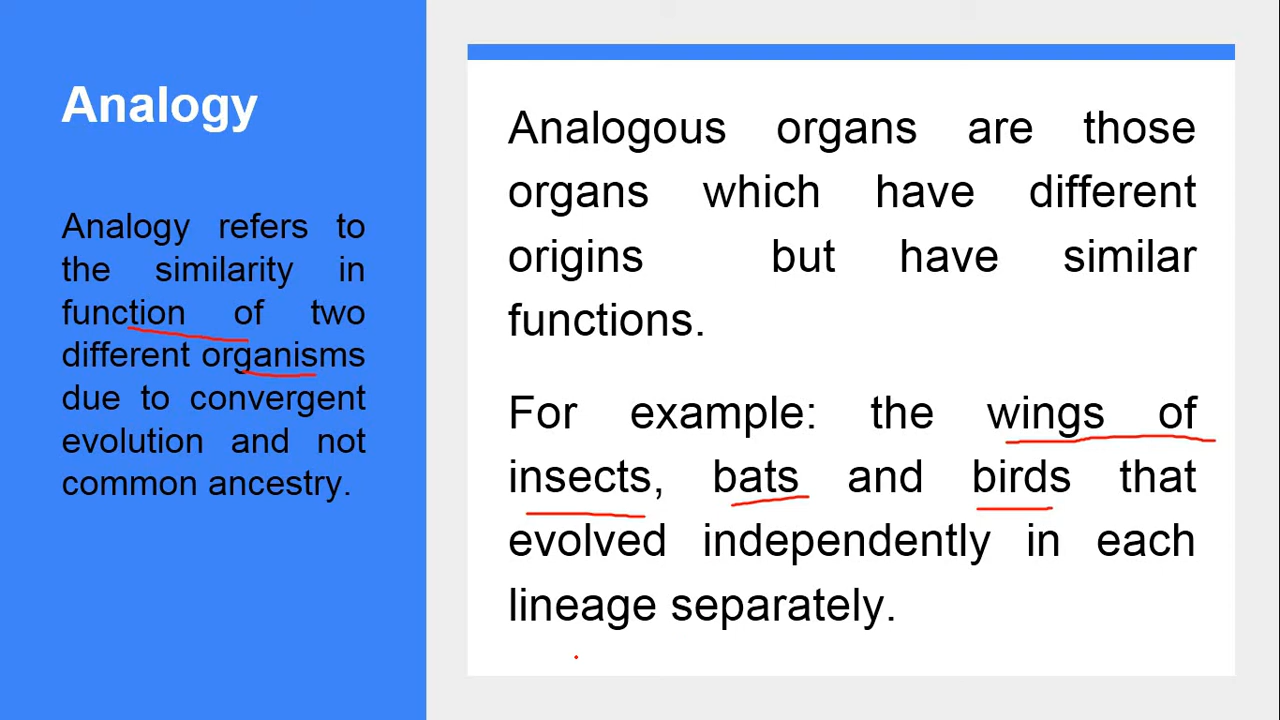 Analogy
Analogy refers to
the similarity in
function of two
different organisms
due to convergent
evolution and not
common ancestry.
Analogous organs are those
organs which have different
origins but have similar
functions.
For example: the wings of
insects, bats and birds that
evolved independently in each
lineage separately.